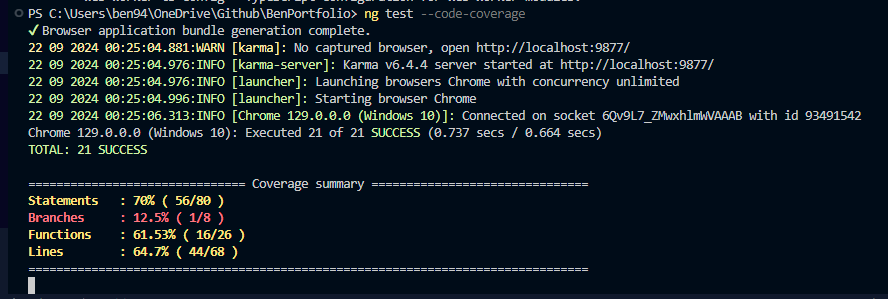 PS C:\Users\ben94\OneDrive\Github\BenPortfolio> ng test --code-coverage
✓ Browser application bundle generation complete.
22 09 2024 00:25:04.881:WARN [karma]: No captured browser, open http://localhost:9877/
22 09 2024 00:25:04.976:INFO [karma-server]: Karma v6.4.4 server started at http://localhost:9877/
22 09 2024 00:25:04.976:INFO [launcher]: Launching browsers Chrome with concurrency unlimited
22 09 2024 00:25:04.996:INFO [launcher]: Starting browser Chrome
22 09 2024 00:25:06.313:INFO [Chrome 129.0.0.0 (Windows 10)]: Connected on socket 6Qv9L7_ZMwxhlmWVAAAB with id 93491542
Chrome 129.0.0.0 (Windows 10): Executed 21 of 21 SUCCESS (0.737 secs / 0.664 secs)
TOTAL: 21 SUCCESS
=============================== Coverage summary ===============================
Statements   : 70% ( 56/80 )
Branches     : 12.5% ( 1/8 )
Functions    : 61.53% ( 16/26 )
Lines        : 64.7% ( 44/68 )
================================================================================